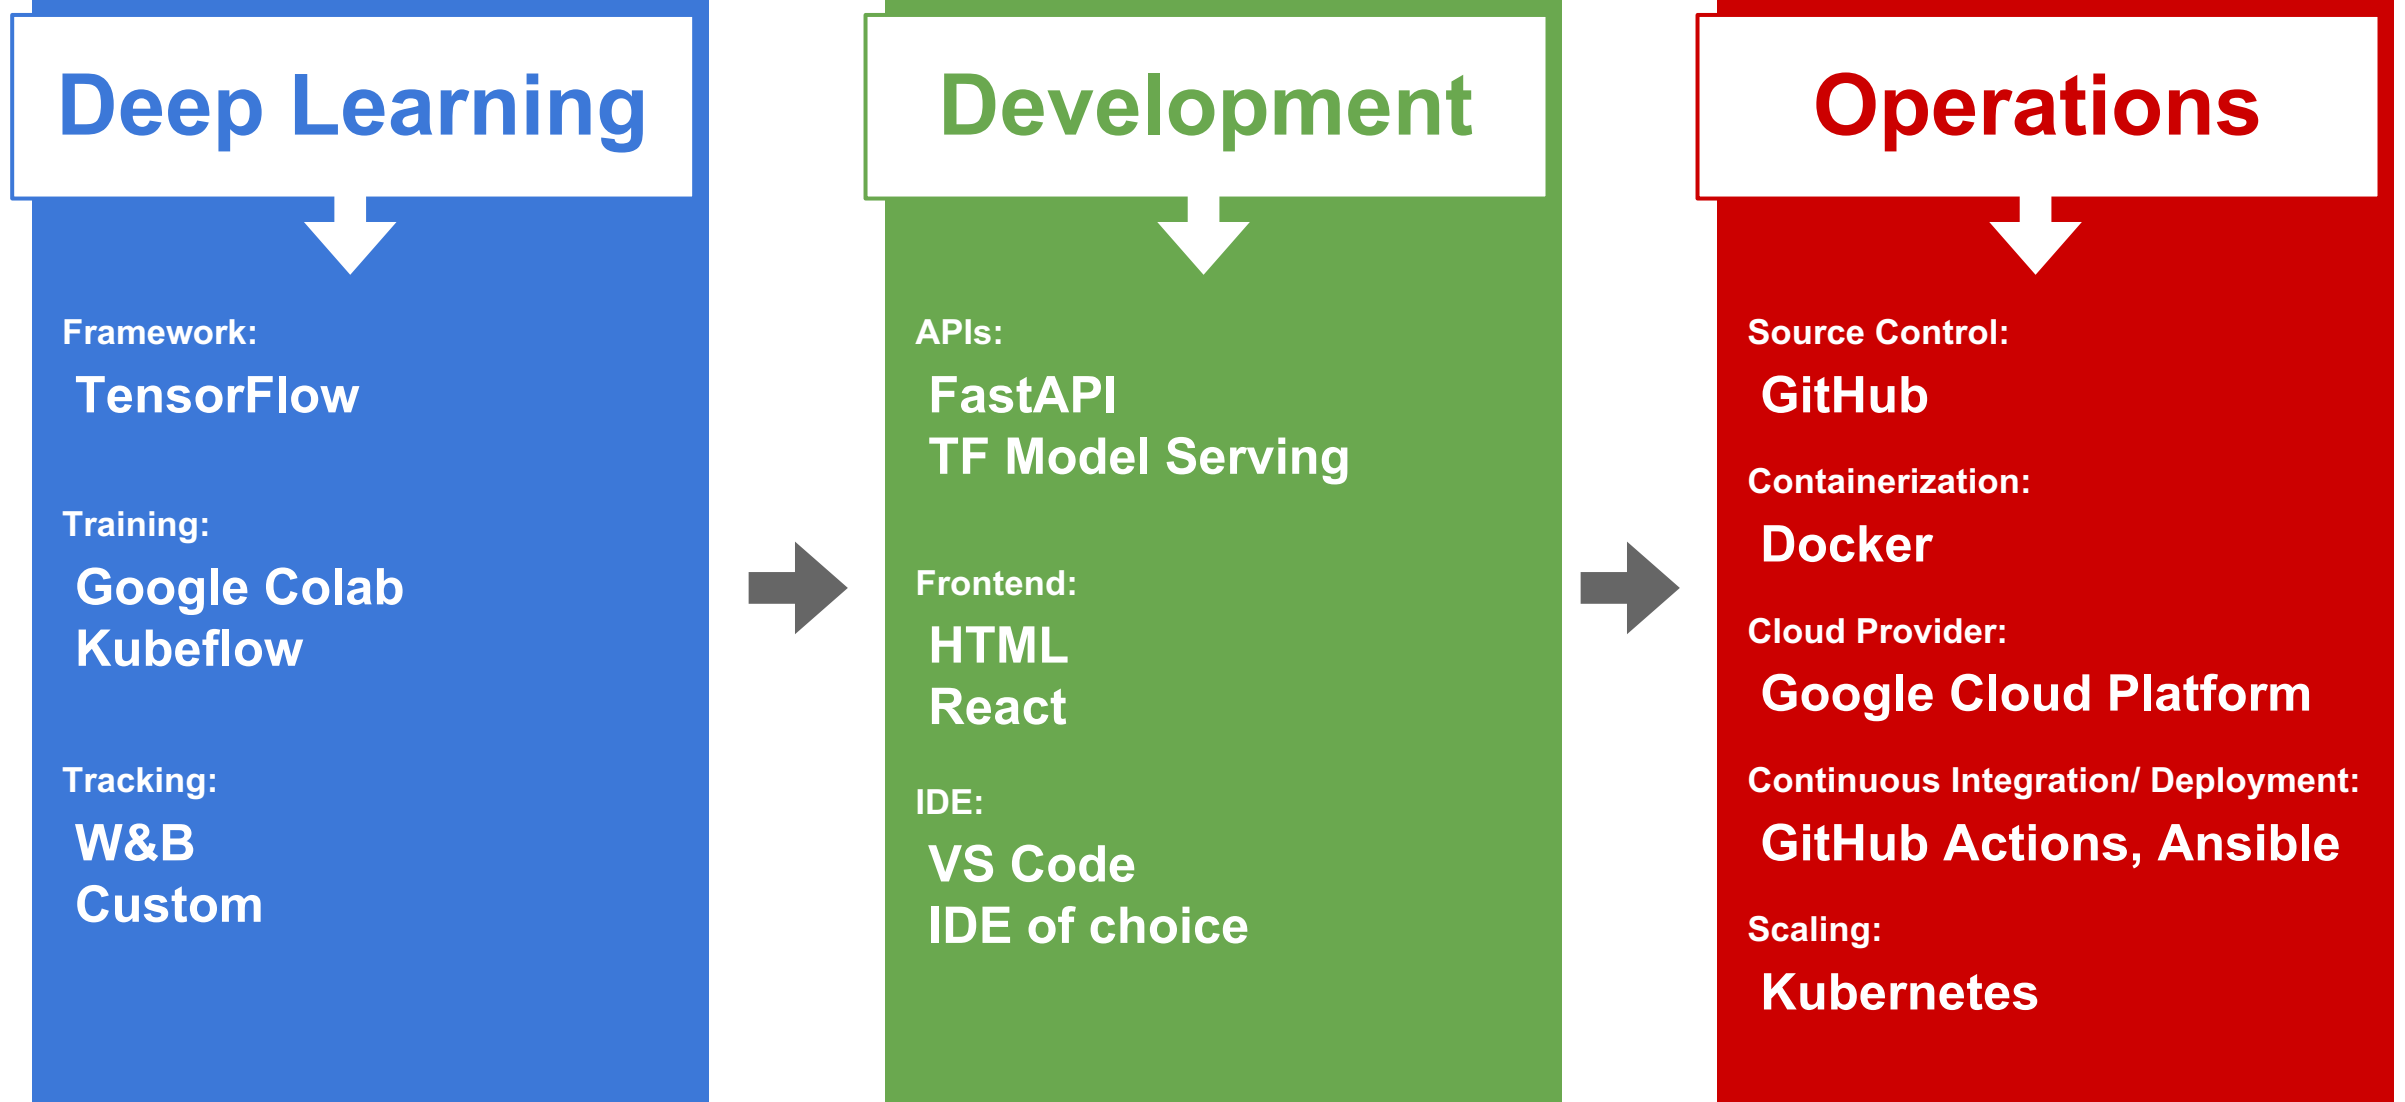 Deep Learning
Framework:
TensorFlow
Training:
Google Colab
Kubeflow
Tracking:
W&B
Custom
Development
APIs:
FastAPI
TF Model Serving
Frontend:
HTML
React
IDE:
VS Code
IDE of choice
Operations
Source Control:
GitHub
Containerization:
Docker
Cloud Provider:
Google Cloud Platform
Continuous Integration/ Deployment:
GitHub Actions, Ansible
Scaling:
Kubernetes